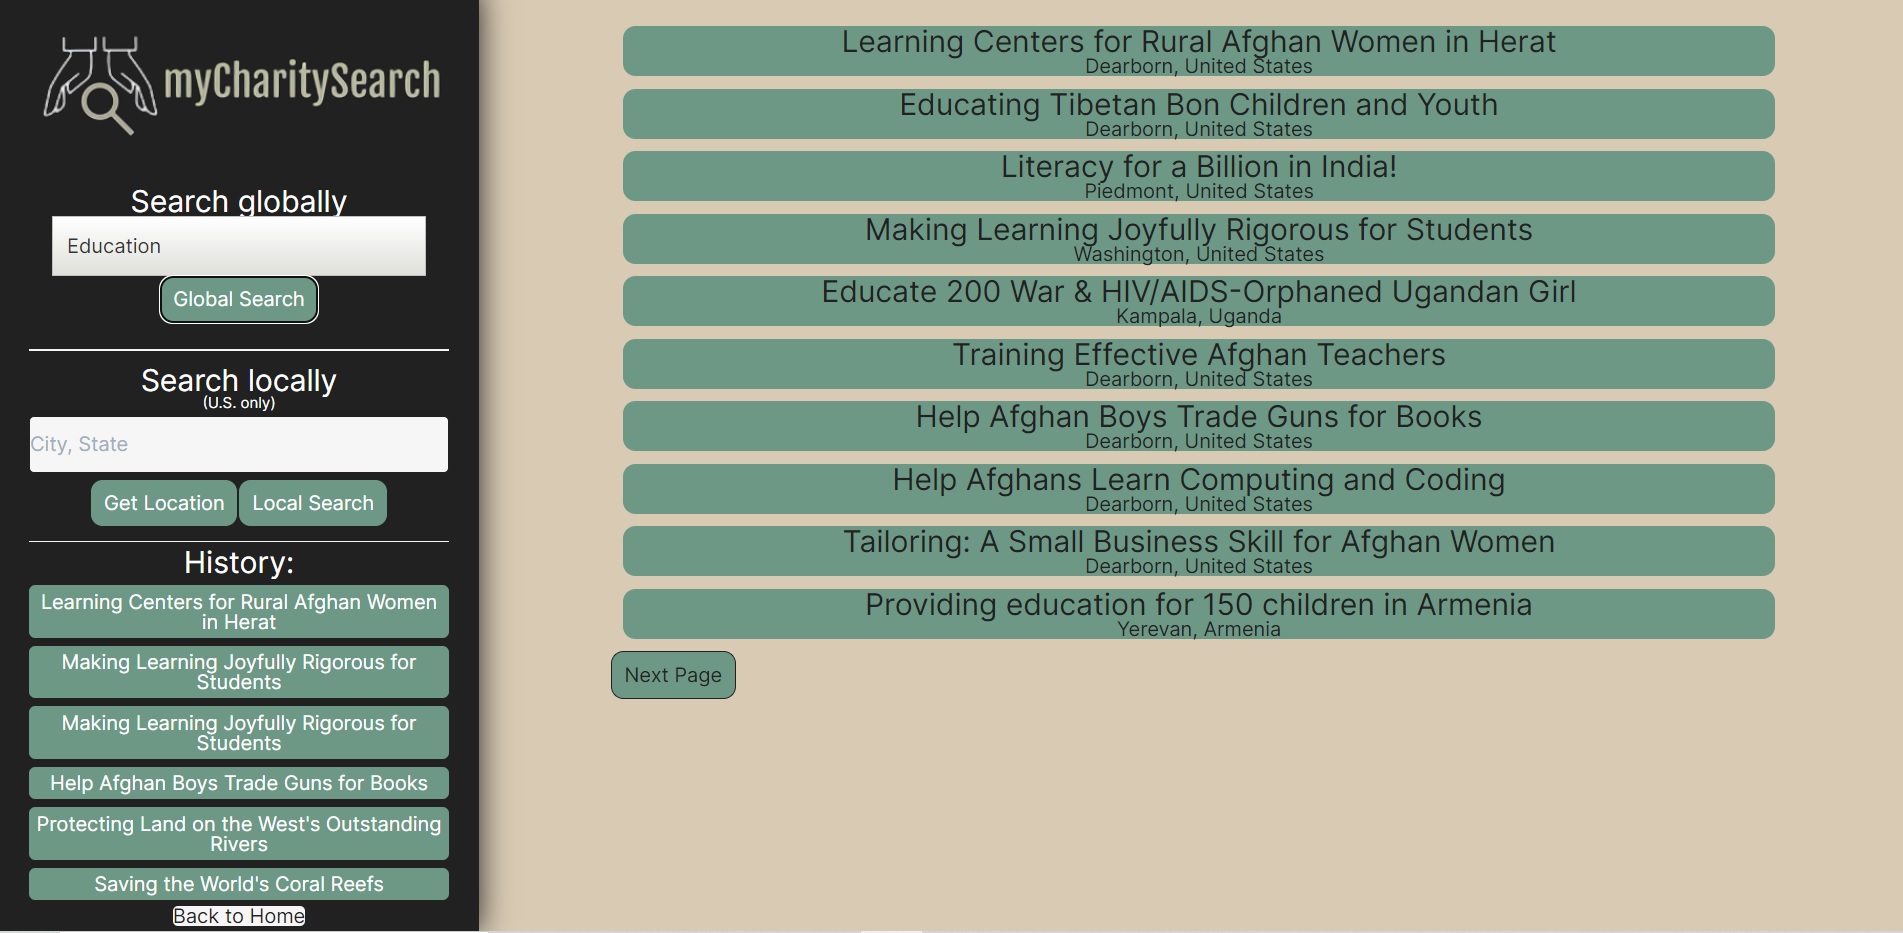 myCharitySearch
Search globally
Education
Global Search
Search locally
(U.S. only)
City, State
Get Location
Local Search
History:
Learning Centers for Rural Afghan Women
in Herat
Making Learning Joyfully Rigorous for
Students
Making Learning Joyfully Rigorous for
Students
Help Afghan Boys Trade Guns for Books
Protecting Land on the West's Outstanding
Rivers
Saving the World's Coral Reefs
Back to Home
Learning Centers for Rural Afghan Women in Herat
Dearborn, United States
Educating Tibetan Bon Children and Youth
Dearborn, United States
Literacy for a Billion in India!
Piedmont, United States
Making Learning Joyfully Rigorous for Students
Washington, United States
Educate 200 War & HIV/AIDS-Orphaned Ugandan Girl
Kampala, Uganda
Training Effective Afghan Teachers
Dearborn, United States
Help Afghan Boys Trade Guns for Books
Dearborn, United States
Help Afghans Learn Computing and Coding
Dearborn, United States
Tailoring: A Small Business Skill for Afghan Women
Dearborn, United States
Providing education for 150 children in Armenia
Yerevan, Armenia
Next Page